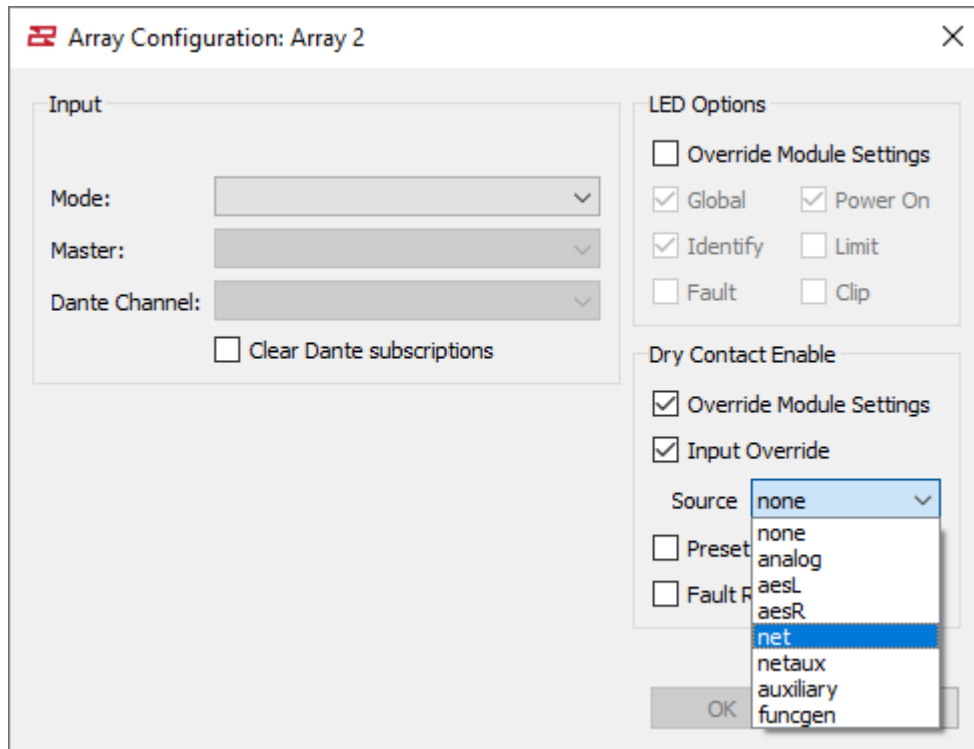 Array Configuration: Array 2
Input
Mode:
Master:
Dante Channel:
Clear Dante subscriptions
LED Options
Override Module Settings
Global Power On
Identify Limit
Fault Clip
Dry Contact Enable
Override Module Settings
Input Override
Source none
none
analog
aesL
aesR
net
netaux
auxiliary
funcgen
Preset
Fault
OK